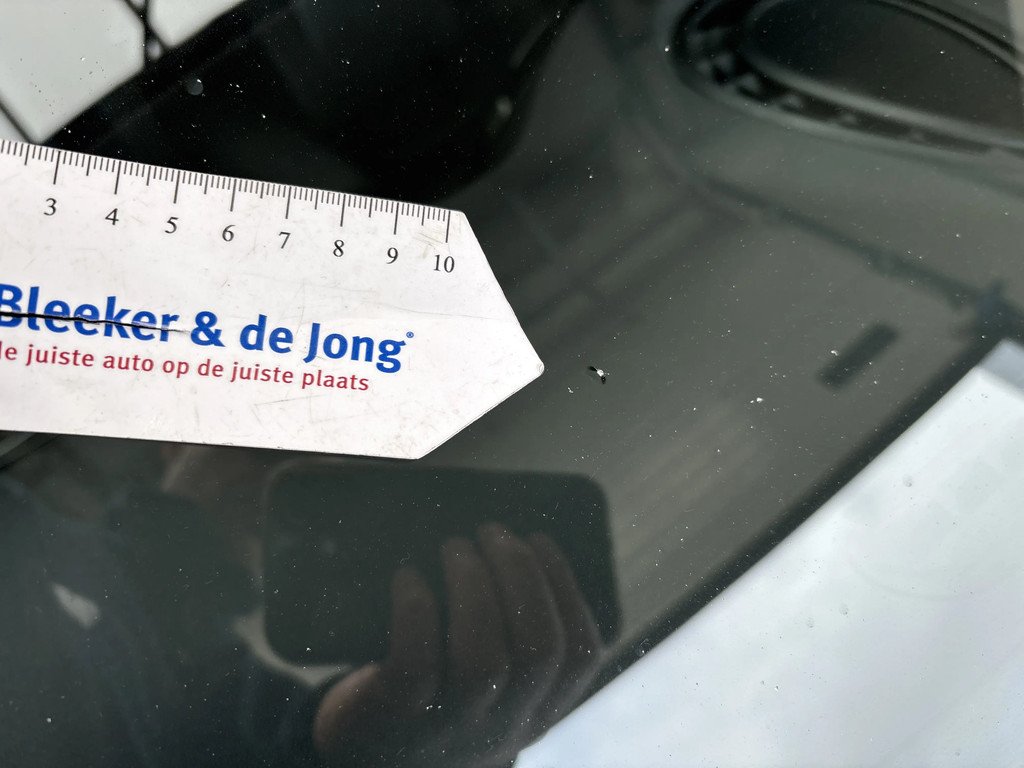 3 4 5 6 7 8 9 10
Bleeker & de Jong®
de juiste auto op de juiste plaats